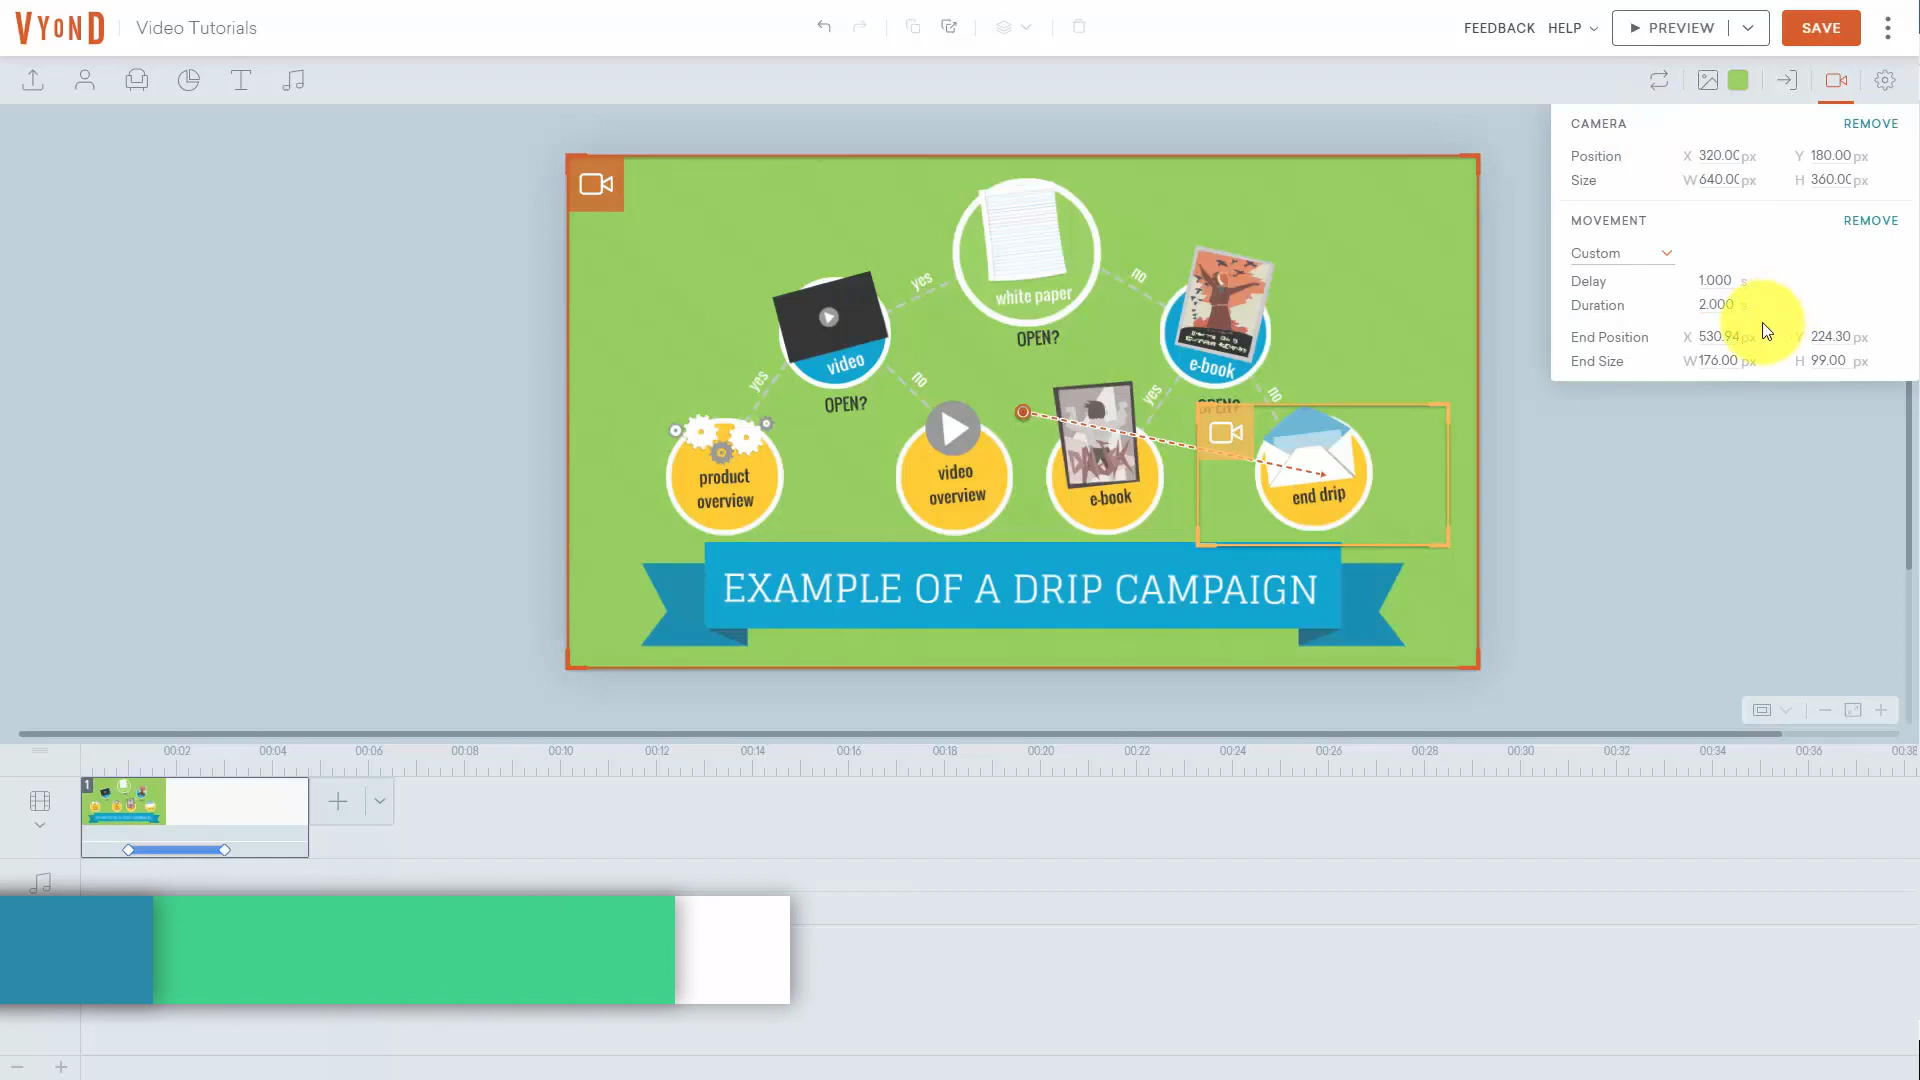 VYOND
Video Tutorials
FEEDBACK
HELP
PREVIEW
SAVE
CAMERA
REMOVE
Position
X 320.00 px
Y 180.00 px
Size
W 640.00 px
H 360.00 px
MOVEMENT
REMOVE
Custom
Delay
1.000 s
Duration
2.000 s
End Position
X 530.94 px
Y 224.30 px
End Size
W 176.00 px
H 99.00 px
white paper
OPEN?
yes
no
video
OPEN?
e-book
OPEN?
yes
no
yes
no
product
overview
video
overview
e-book
end drip
EXAMPLE OF A DRIP CAMPAIGN
00:02
00:04
00:06
00:08
00:10
00:12
00:14
00:16
00:18
00:20
00:22
00:24
00:26
00:28
00:30
00:32
00:34
00:36
00:38
1